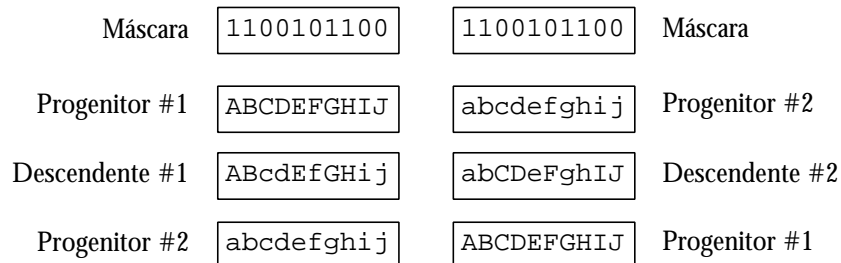 Máscara 1100101100 1100101100 Máscara
Progenitor #1 ABCDEFGHIJ abcdefghij Progenitor #2
Descendente #1 ABcdEfGHij abCDeFghIJ Descendente #2
Progenitor #2 abcdefghij ABCDEFGHIJ Progenitor #1